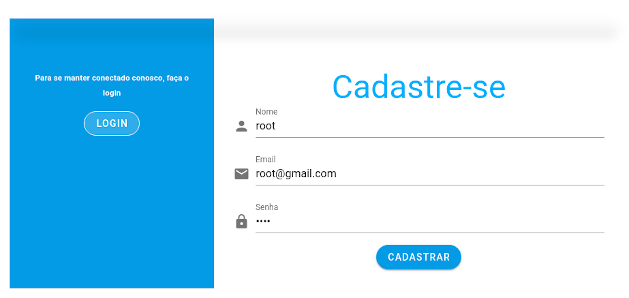 Para se manter conectado conosco, faça o
login
LOGIN
Cadastre-se
Nome
root
Email
root@gmail.com
Senha
••••
CADASTRAR